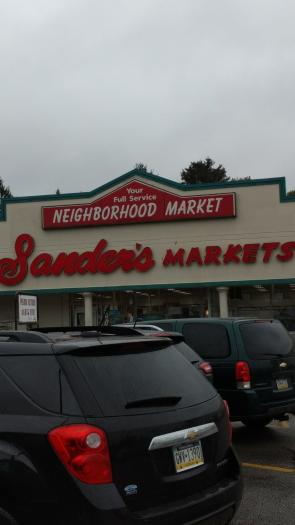 Your
Full Service
NEIGHBORHOOD MARKET
Sander's MARKETS